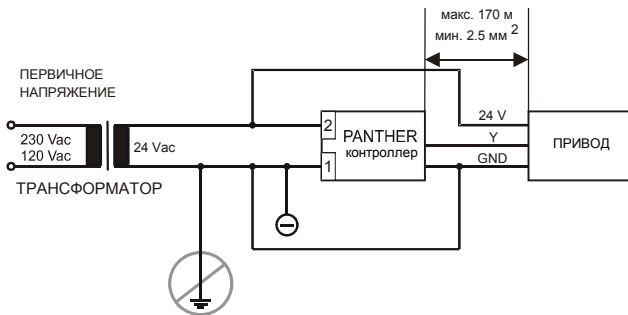 макс. 170 м
мин. 2.5 мм 2
ПЕРВИЧНОЕ
НАПРЯЖЕНИЕ
230 Vac
120 Vac
24 Vac
ТРАНСФОРМАТОР
2
1
PANTHER
контроллер
24 V
Y
GND
ПРИВОД